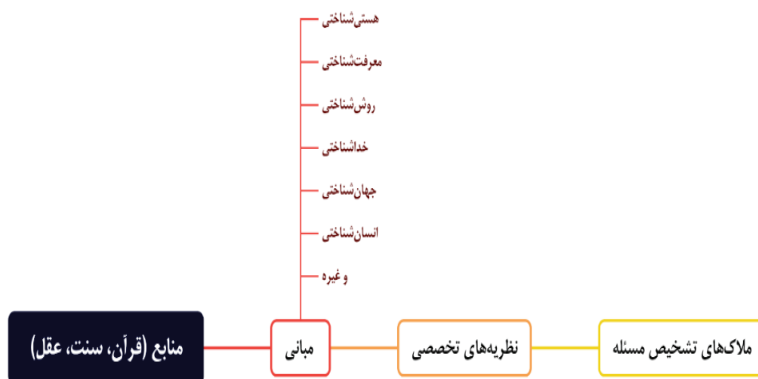 هستی‌شناختی
معرفت‌شناختی
روش‌شناختی
خداشناختی
جهان‌شناختی
انسان‌شناختی
و غیره
منابع (قرآن، سنت، عقل)
مبانی
نظریه‌های تخصصی
ملاک‌های تشخیص مسئله